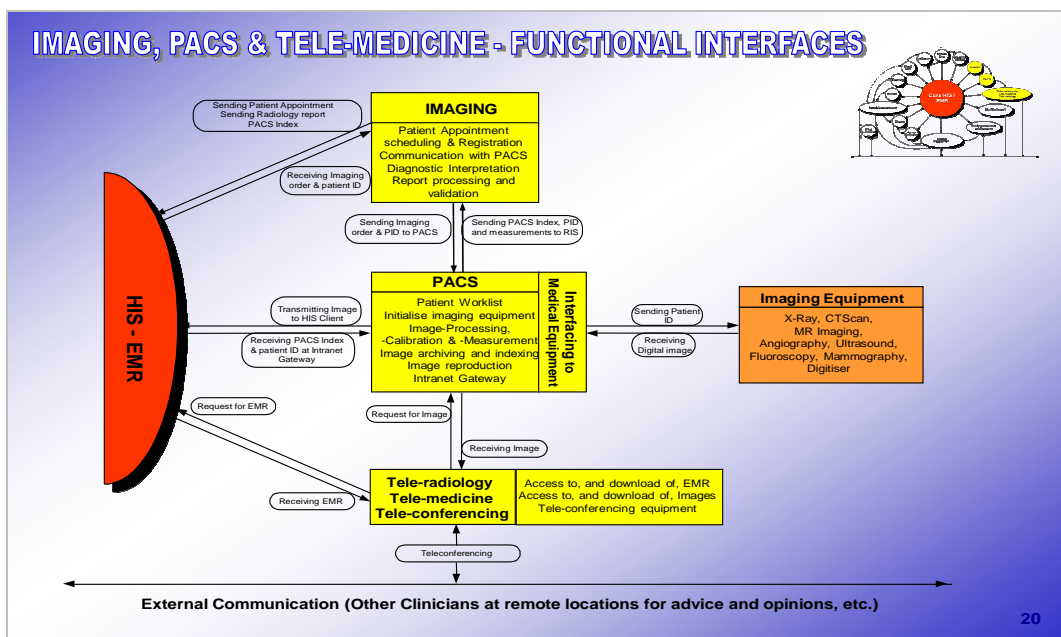 IMAGING, PACS & TELE-MEDICINE - FUNCTIONAL INTERFACES
Sending Patient Appointment
Sending Radiology report
PACS Index
Receiving Imaging
order & patient ID
IMAGING
Patient Appointment
scheduling & Registration
Communication with PACS
Diagnostic Interpretation
Report processing and
validation
Sending Imaging
order & PID to PACS
Sending PACS Index, PID
and measurements to RIS
HIS - EMR
Transmitting Image
to HIS Client
Receiving PACS Index
& patient ID at Intranet
Gateway
PACS
Patient Worklist
Initialise imaging equipment
Image-Processing,
-Calibration & -Measurement
Image archiving and indexing
Image reproduction
Intranet Gateway
Interfacing to
Medical Equipment
Sending Patient
ID
Receiving
Digital image
Imaging Equipment
X-Ray, CTScan,
MR Imaging,
Angiography, Ultrasound,
Fluoroscopy, Mammography,
Digitiser
Request for EMR
Request for Image
Receiving Image
Receiving EMR
Tele-radiology
Tele-medicine
Tele-conferencing
Access to, and download of, EMR
Access to, and download of, Images
Tele-conferencing equipment
Teleconferencing
External Communication (Other Clinicians at remote locations for advice and opinions, etc.)
20